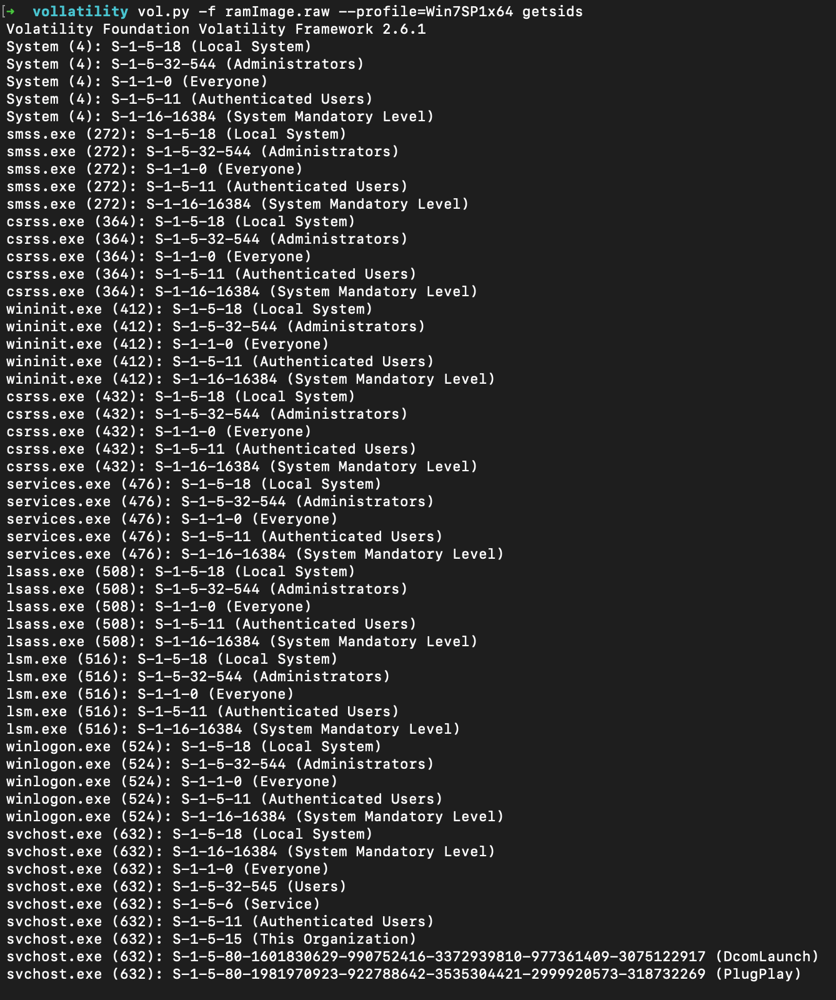 [➜  vollatility vol.py -f ramImage.raw --profile=Win7SP1x64 getsids
Volatility Foundation Volatility Framework 2.6.1
System (4): S-1-5-18 (Local System)
System (4): S-1-5-32-544 (Administrators)
System (4): S-1-1-0 (Everyone)
System (4): S-1-5-11 (Authenticated Users)
System (4): S-1-16-16384 (System Mandatory Level)
smss.exe (272): S-1-5-18 (Local System)
smss.exe (272): S-1-5-32-544 (Administrators)
smss.exe (272): S-1-1-0 (Everyone)
smss.exe (272): S-1-5-11 (Authenticated Users)
smss.exe (272): S-1-16-16384 (System Mandatory Level)
csrss.exe (364): S-1-5-18 (Local System)
csrss.exe (364): S-1-5-32-544 (Administrators)
csrss.exe (364): S-1-1-0 (Everyone)
csrss.exe (364): S-1-5-11 (Authenticated Users)
csrss.exe (364): S-1-16-16384 (System Mandatory Level)
wininit.exe (412): S-1-5-18 (Local System)
wininit.exe (412): S-1-5-32-544 (Administrators)
wininit.exe (412): S-1-1-0 (Everyone)
wininit.exe (412): S-1-5-11 (Authenticated Users)
wininit.exe (412): S-1-16-16384 (System Mandatory Level)
csrss.exe (432): S-1-5-18 (Local System)
csrss.exe (432): S-1-5-32-544 (Administrators)
csrss.exe (432): S-1-1-0 (Everyone)
csrss.exe (432): S-1-5-11 (Authenticated Users)
csrss.exe (432): S-1-16-16384 (System Mandatory Level)
services.exe (476): S-1-5-18 (Local System)
services.exe (476): S-1-5-32-544 (Administrators)
services.exe (476): S-1-1-0 (Everyone)
services.exe (476): S-1-5-11 (Authenticated Users)
services.exe (476): S-1-16-16384 (System Mandatory Level)
lsass.exe (508): S-1-5-18 (Local System)
lsass.exe (508): S-1-5-32-544 (Administrators)
lsass.exe (508): S-1-1-0 (Everyone)
lsass.exe (508): S-1-5-11 (Authenticated Users)
lsass.exe (508): S-1-16-16384 (System Mandatory Level)
lsm.exe (516): S-1-5-18 (Local System)
lsm.exe (516): S-1-5-32-544 (Administrators)
lsm.exe (516): S-1-1-0 (Everyone)
lsm.exe (516): S-1-5-11 (Authenticated Users)
lsm.exe (516): S-1-16-16384 (System Mandatory Level)
winlogon.exe (524): S-1-5-18 (Local System)
winlogon.exe (524): S-1-5-32-544 (Administrators)
winlogon.exe (524): S-1-1-0 (Everyone)
winlogon.exe (524): S-1-5-11 (Authenticated Users)
winlogon.exe (524): S-1-16-16384 (System Mandatory Level)
svchost.exe (632): S-1-5-18 (Local System)
svchost.exe (632): S-1-16-16384 (System Mandatory Level)
svchost.exe (632): S-1-1-0 (Everyone)
svchost.exe (632): S-1-5-32-545 (Users)
svchost.exe (632): S-1-5-6 (Service)
svchost.exe (632): S-1-5-11 (Authenticated Users)
svchost.exe (632): S-1-5-15 (This Organization)
svchost.exe (632): S-1-5-80-1601830629-990752416-3372939810-977361409-3075122917 (DcomLaunch)
svchost.exe (632): S-1-5-80-1981970923-922788642-3535304421-2999920573-318732269 (PlugPlay)